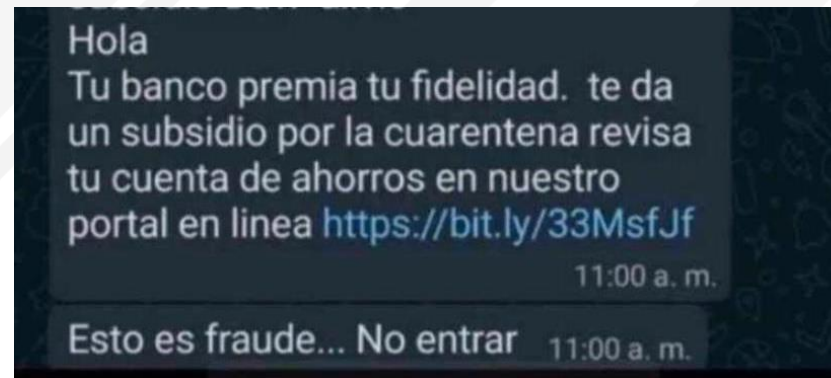 Hola
Tu banco premia tu fidelidad. te da
un subsidio por la cuarentena revisa
tu cuenta de ahorros en nuestro
portal en linea https://bit.ly/33MsfJf
11:00 a. m.
Esto es fraude... No entrar 11:00 a. m.